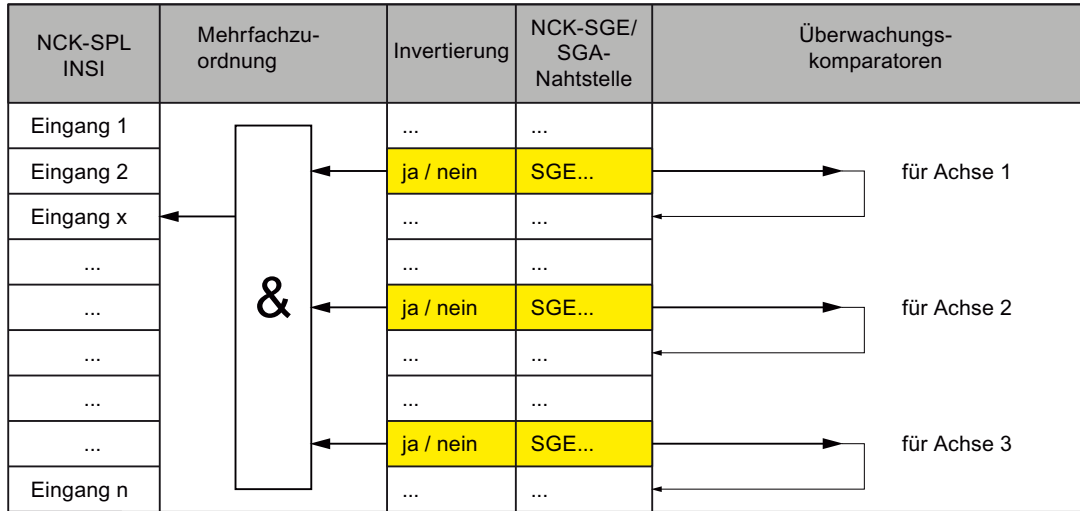 NCK-SPL
INSI
Mehrfachzu-
ordnung
Invertierung
NCK-SGE/
SGA-
Nahtstelle
Überwachungs-
komparatoren
Eingang 1
... ...
Eingang 2
ja / nein SGE... für Achse 1
Eingang x
... ...
...
... ...
&
...
ja / nein SGE... für Achse 2
...
... ...
...
... ...
...
ja / nein SGE... für Achse 3
Eingang n
... ...